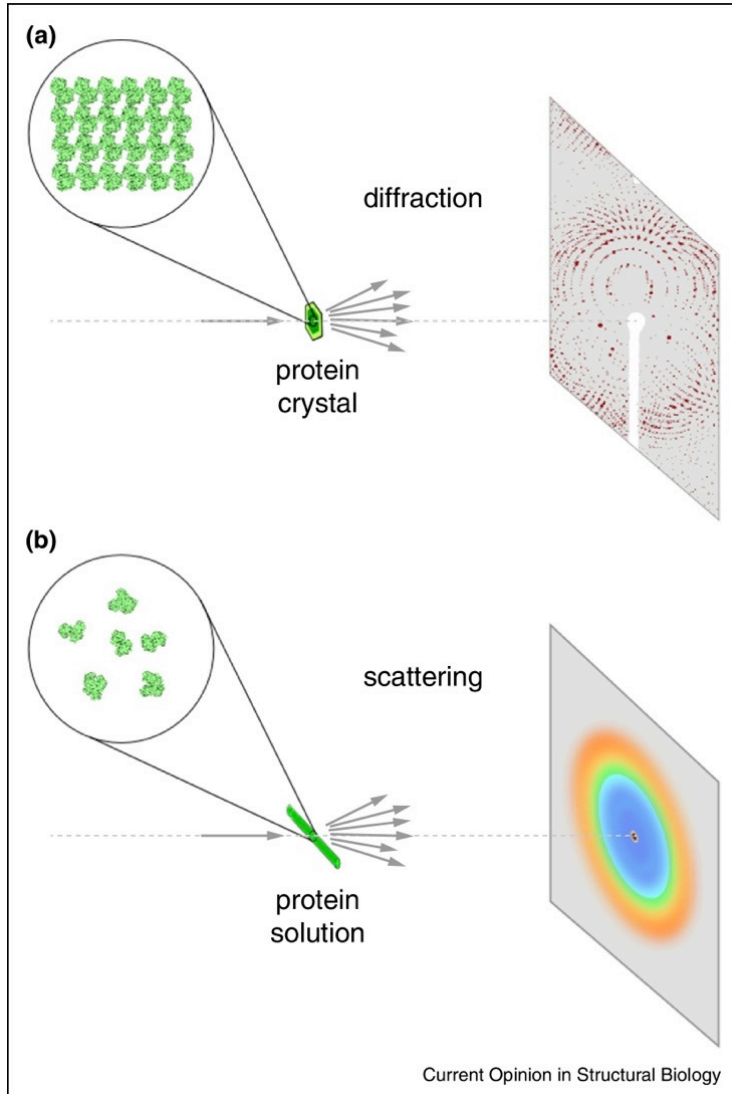 (a)
diffraction
protein
crystal
(b)
scattering
protein
solution
Current Opinion in Structural Biology